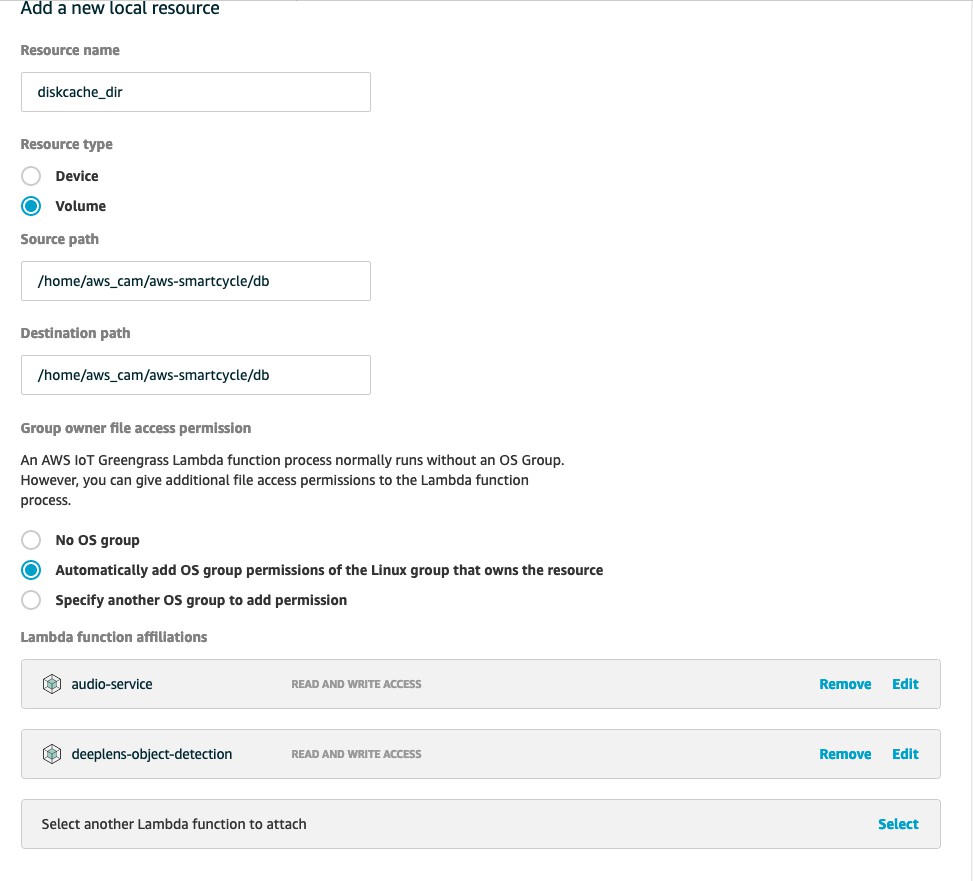 Add a new local resource
Resource name
diskcache_dir
Resource type
Device
Volume
Source path
/home/aws_cam/aws-smartcycle/db
Destination path
/home/aws_cam/aws-smartcycle/db
Group owner file access permission
An AWS IoT Greengrass Lambda function process normally runs without an OS Group.
However, you can give additional file access permissions to the Lambda function
process.
No OS group
Automatically add OS group permissions of the Linux group that owns the resource
Specify another OS group to add permission
Lambda function affiliations
audio-service READ AND WRITE ACCESS Remove Edit
deeplens-object-detection READ AND WRITE ACCESS Remove Edit
Select another Lambda function to attach Select